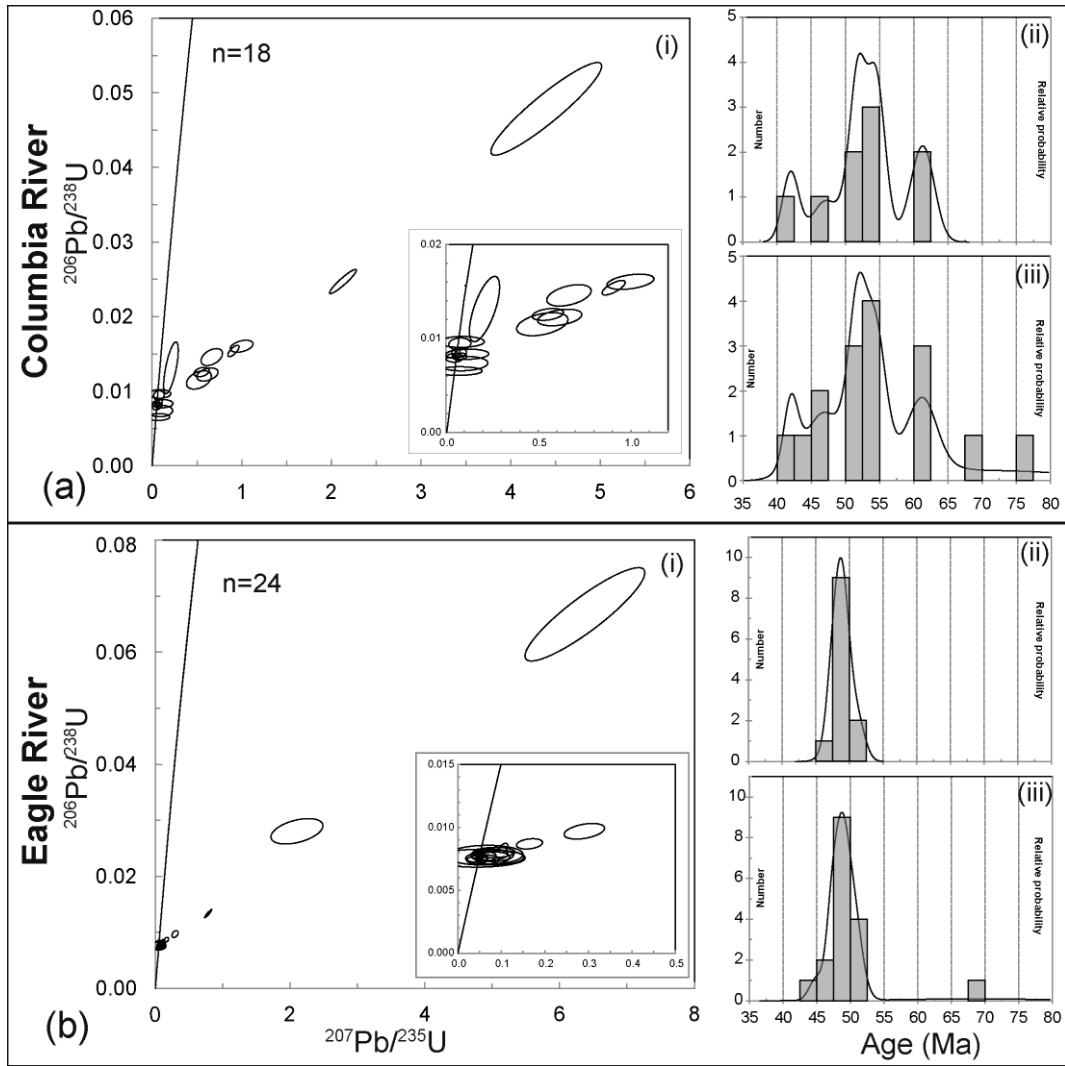 Columbia River
206Pb/238U
n=18
(i)
0.06
0.05
0.04
0.03
0.02
0.01
0.00
0 1 2 3 4 5 6
(a)
0.02
0.01
0.00
0.0 0.5 1.0
(ii)
Number
Relative probability
5
4
3
2
1
0
(iii)
Number
Relative probability
5
4
3
2
1
0
35 40 45 50 55 60 65 70 75 80
Eagle River
206Pb/238U
n=24
(i)
0.08
0.06
0.04
0.02
0.00
0 2 4 6 8
(b)
207Pb/235U
0.015
0.010
0.005
0.000
0.0 0.1 0.2 0.3 0.4 0.5
(ii)
Number
Relative probability
10
8
6
4
2
0
(iii)
Number
Relative probability
10
8
6
4
2
0
35 40 45 50 55 60 65 70 75 80
Age (Ma)